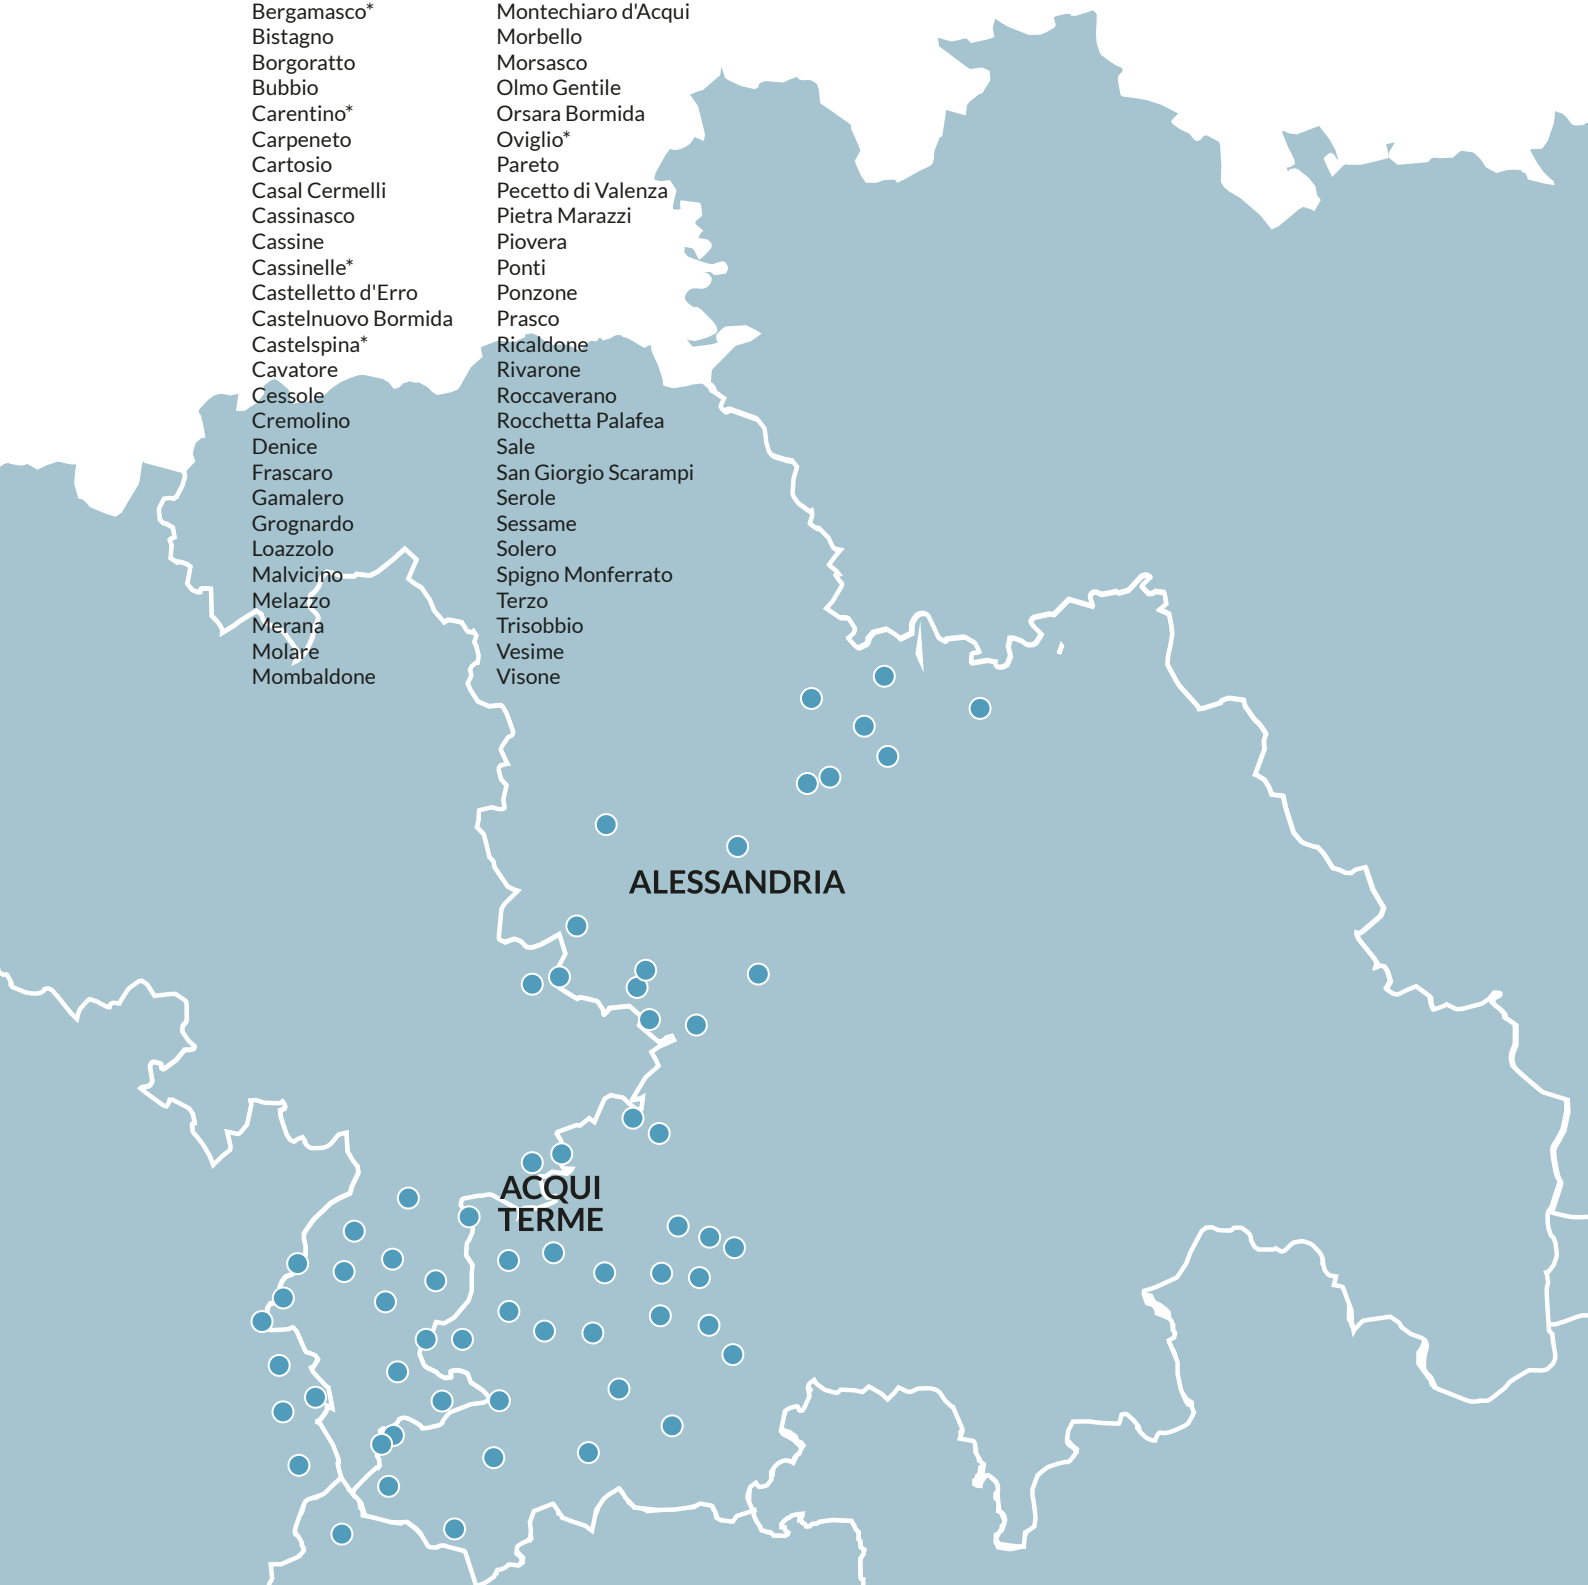 Bergamasco*
Bistagno
Borgoratto
Bubbio
Carentino*
Carpeneto
Cartosio
Casal Cermelli
Cassinasco
Cassine
Cassinelle*
Castelletto d'Erro
Castelnuovo Bormida
Castelspina*
Cavatore
Cessole
Cremolino
Denice
Frascaro
Gamalero
Grognardo
Loazzolo
Malvicino
Melazzo
Merana
Molare
Mombaldone
Montechiaro d'Acqui
Morbello
Morsasco
Olmo Gentile
Orsara Bormida
Oviglio*
Pareto
Pecetto di Valenza
Pietra Marazzi
Piovera
Ponti
Ponzone
Prasco
Ricaldone
Rivarone
Roccaverano
Rocchetta Palafea
Sale
San Giorgio Scarampi
Serole
Sessame
Solero
Spigno Monferrato
Terzo
Trisobbio
Vesime
Visone
ALESSANDRIA
ACQUI
TERME